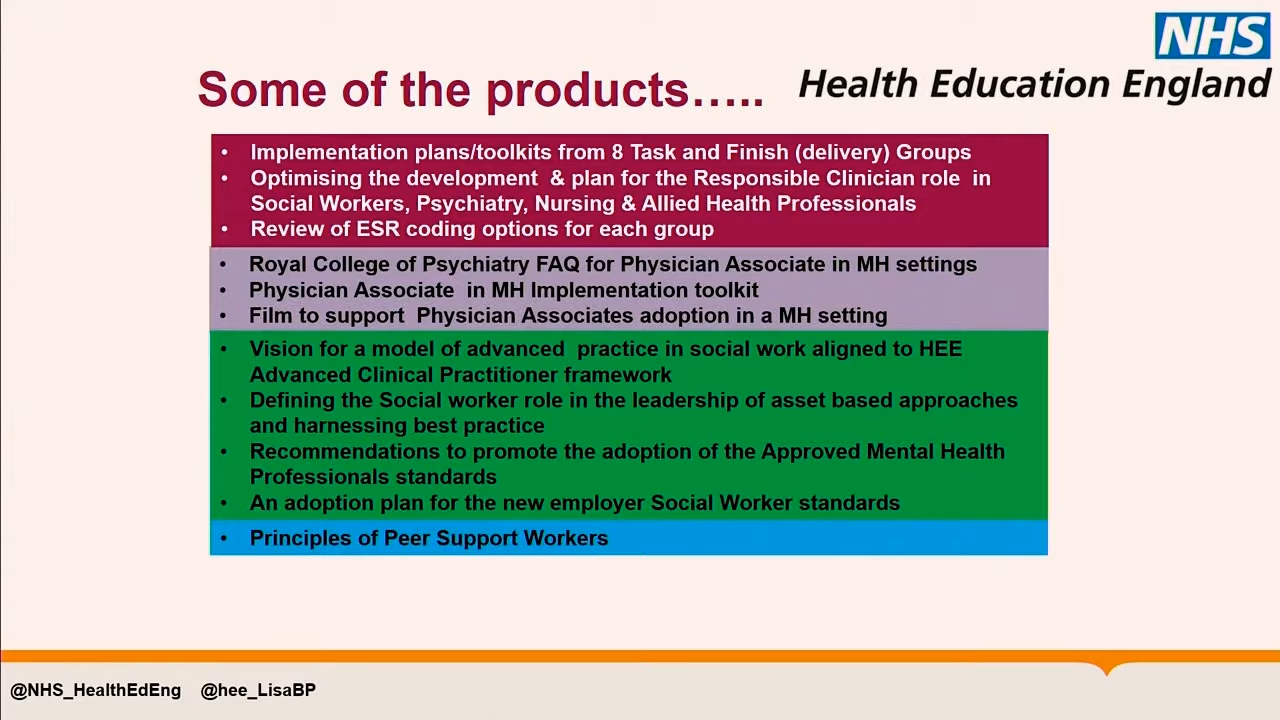 NHS
Health Education England
Some of the products…..
• Implementation plans/toolkits from 8 Task and Finish (delivery) Groups
• Optimising the development & plan for the Responsible Clinician role in
Social Workers, Psychiatry, Nursing & Allied Health Professionals
• Review of ESR coding options for each group
• Royal College of Psychiatry FAQ for Physician Associate in MH settings
• Physician Associate in MH Implementation toolkit
• Film to support Physician Associates adoption in a MH setting
• Vision for a model of advanced practice in social work aligned to HEE
Advanced Clinical Practitioner framework
• Defining the Social worker role in the leadership of asset based approaches
and harnessing best practice
• Recommendations to promote the adoption of the Approved Mental Health
Professionals standards
• An adoption plan for the new employer Social Worker standards
• Principles of Peer Support Workers
@NHS_HealthEdEng @hee_LisaBP